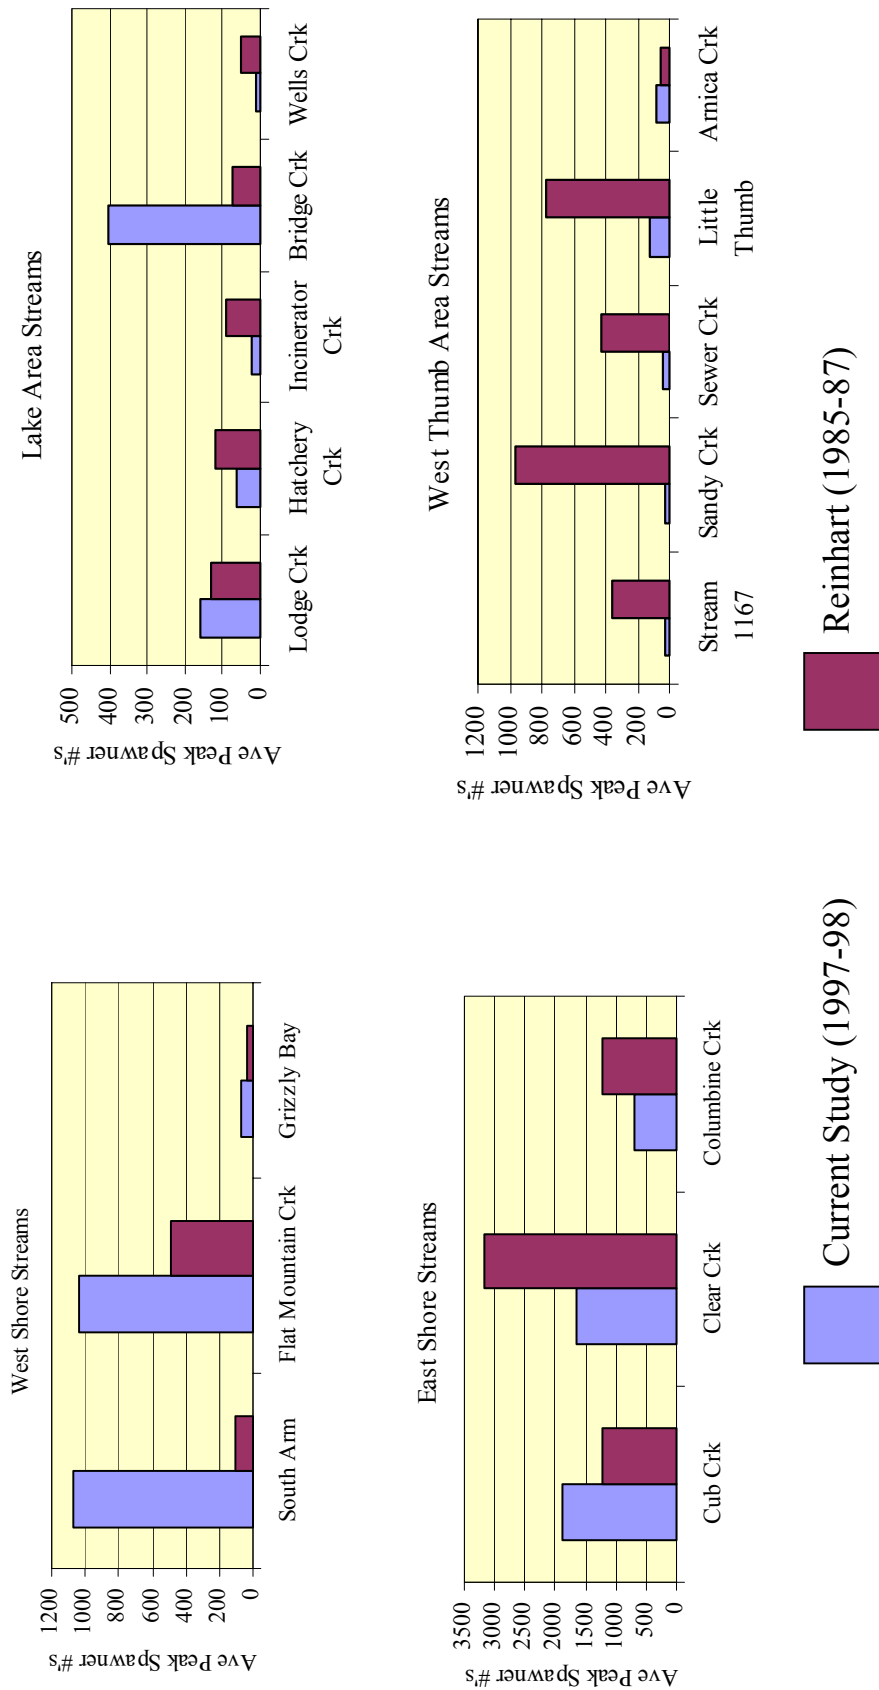 West Shore Streams
Ave Peak Spawner #'s
1200
1000
800
600
400
200
0
South Arm
Flat Mountain Crk
Grizzly Bay
Lake Area Streams
Ave Peak Spawner #'s
500
400
300
200
100
0
Lodge Crk
Hatchery
Crk
Incinerator
Crk
Bridge Crk
Wells Crk
East Shore Streams
Ave Peak Spawner #'s
3500
3000
2500
2000
1500
1000
500
0
Cub Crk
Clear Crk
Columbine Crk
West Thumb Area Streams
Ave Peak Spawner #'s
1200
1000
800
600
400
200
0
Stream
1167
Sandy Crk
Sewer Crk
Little
Thumb
Arnica Crk
Current Study (1997-98)
Reinhart (1985-87)